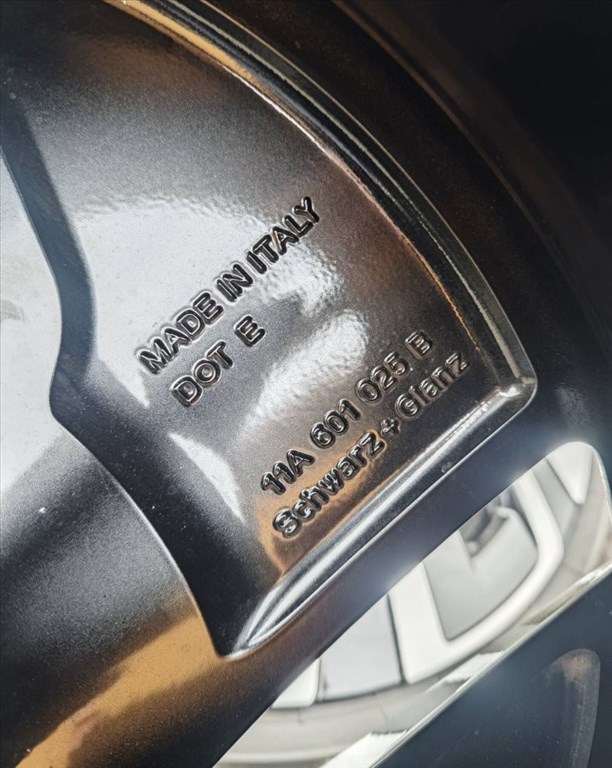 MADE IN ITALY
DOT E
11A 601 025 B
Schwarz + Glanz